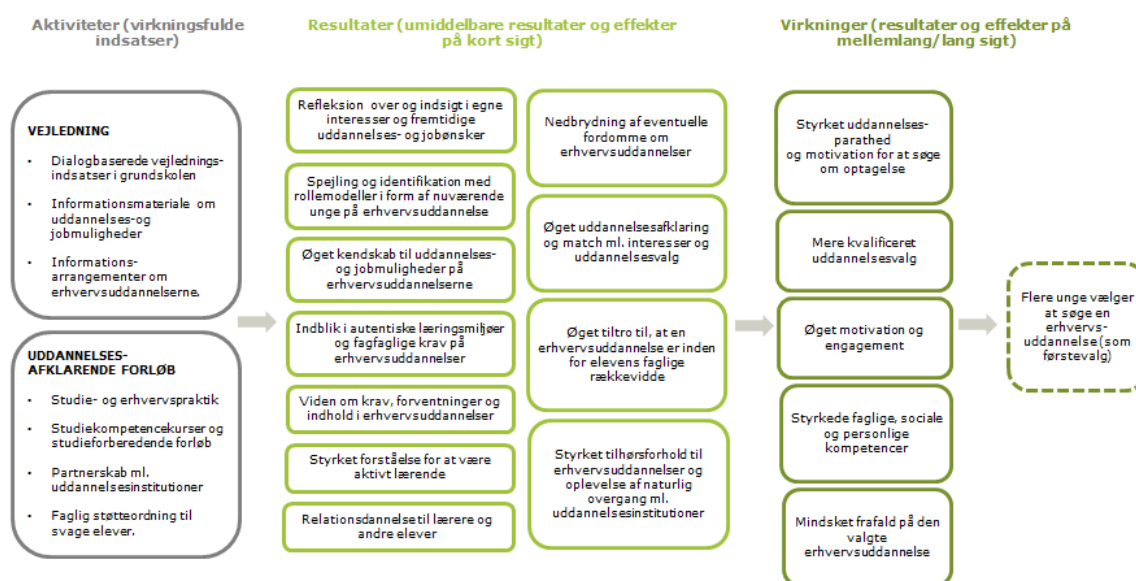 Aktiviteter (virkningsfulde
indsatser)
Resultater (umiddelbare resultater og effekter
på kort sigt)
Virkninger (resultater og effekter på
mellemlang/lang sigt)
VEJLEDNING
• Dialogbaserede vejlednings-
indsatser i grundskolen
• Informationsmateriale om
uddannelses-og
jobmuligheder
• Informations-
arrangementer om
erhvervsuddannelserne.
UDDANNELSES-
AFKLARENDE FORLØB
• Studie- og erhvervspraktik
• Studiekompetencekurser og
studieforberedende forløb
• Partnerskab ml.
uddannelsesinstitutioner
• Faglig støtteordning til
svage elever.
Refleksion over og indsigt i egne
interesser og fremtidige
uddannelses- og jobønsker
Spejling og identifikation med
rollemodeller i form af nuværende
unge på erhvervsuddannelse
Øget kendskab til uddannelses-
og jobmuligheder på
erhvervsuddannelserne
Indblik i autentiske læringsmiljøer
og fagfaglige krav på
erhvervsuddannelser
Viden om krav, forventninger og
indhold i erhvervsuddannelser
Styrket forståelse for at være
aktivt lærende
Relationsdannelse til lærere og
andre elever
Nedbrydning af eventuelle
fordomme om
erhvervsuddannelser
Øget uddannelsesafklaring
og match ml. interesser og
uddannelsesvalg
Øget tiltro til, at en
erhvervsuddannelse er inden
for elevens faglige
rækkevidde
Styrket tilhørsforhold til
erhvervsuddannelser og
oplevelse af naturlig
overgang ml.
uddannelsesinstitutioner
Styrket uddannelses-
parathed
og motivation for at søge
om optagelse
Mere kvalificeret
uddannelsesvalg
Øget motivation og
engagement
Styrkede faglige, sociale
og personlige
kompetencer
Mindsket frafald på den
valgte
erhvervsuddannelse
Flere unge vælger
at søge en
erhvervs-
uddannelse(som
førstevalg)